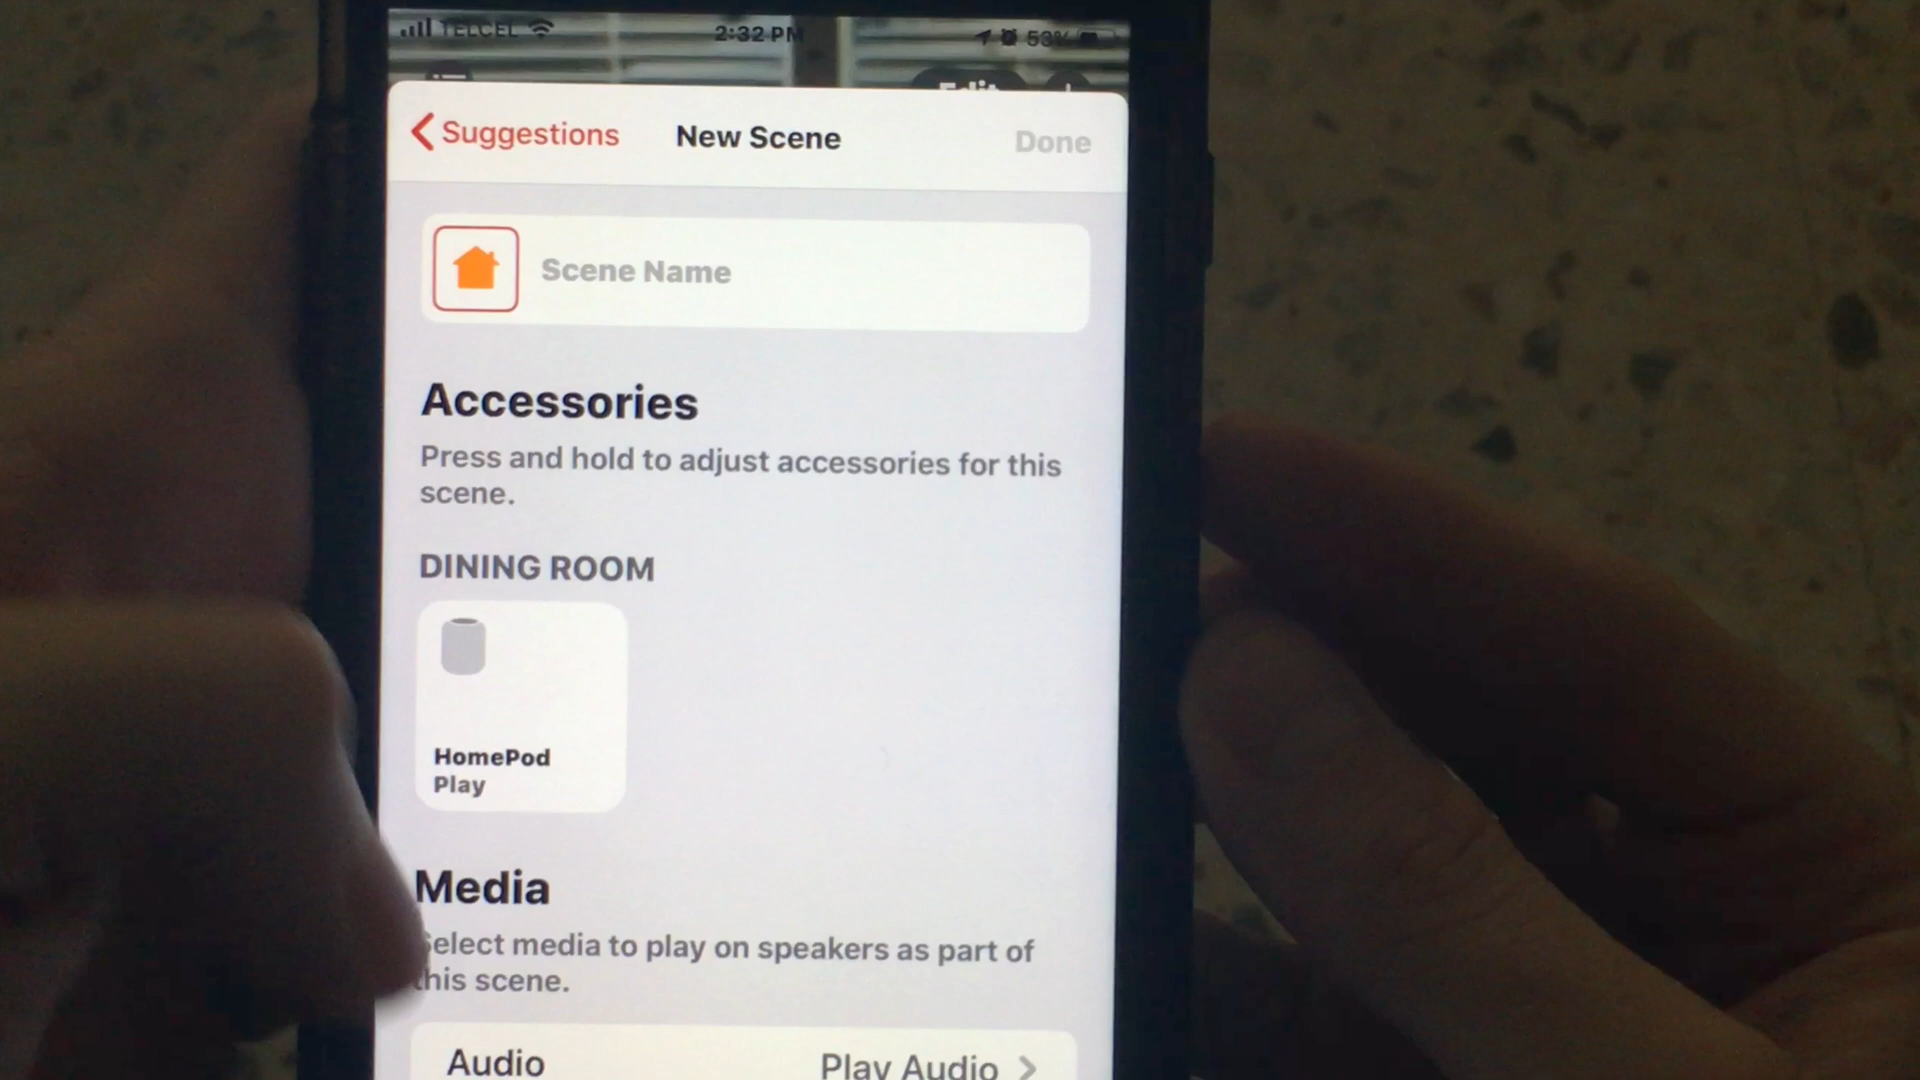 TELCEL
2:32 PM
53%
Edit
Suggestions
New Scene
Done
Scene Name
Accessories
Press and hold to adjust accessories for this
scene.
DINING ROOM
HomePod
Play
Media
Select media to play on speakers as part of
this scene.
Audio
Play Audio